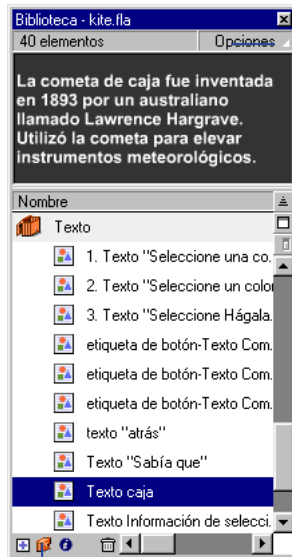 Biblioteca - kite.fla
40 elementos Opciones
La cometa de caja fue inventada
en 1893 por un australiano
llamado Lawrence Hargrave.
Utilizó la cometa para elevar
instrumentos meteorológicos.
Nombre
Texto
1. Texto "Seleccione una co.
2. Texto "Seleccione un color
3. Texto "Seleccione Hágala.
etiqueta de botón-Texto Com.
etiqueta de botón-Texto Com.
etiqueta de botón-Texto Com.
texto "atrás"
Texto "Sabía que"
Texto caja
Texto Información de selecci.